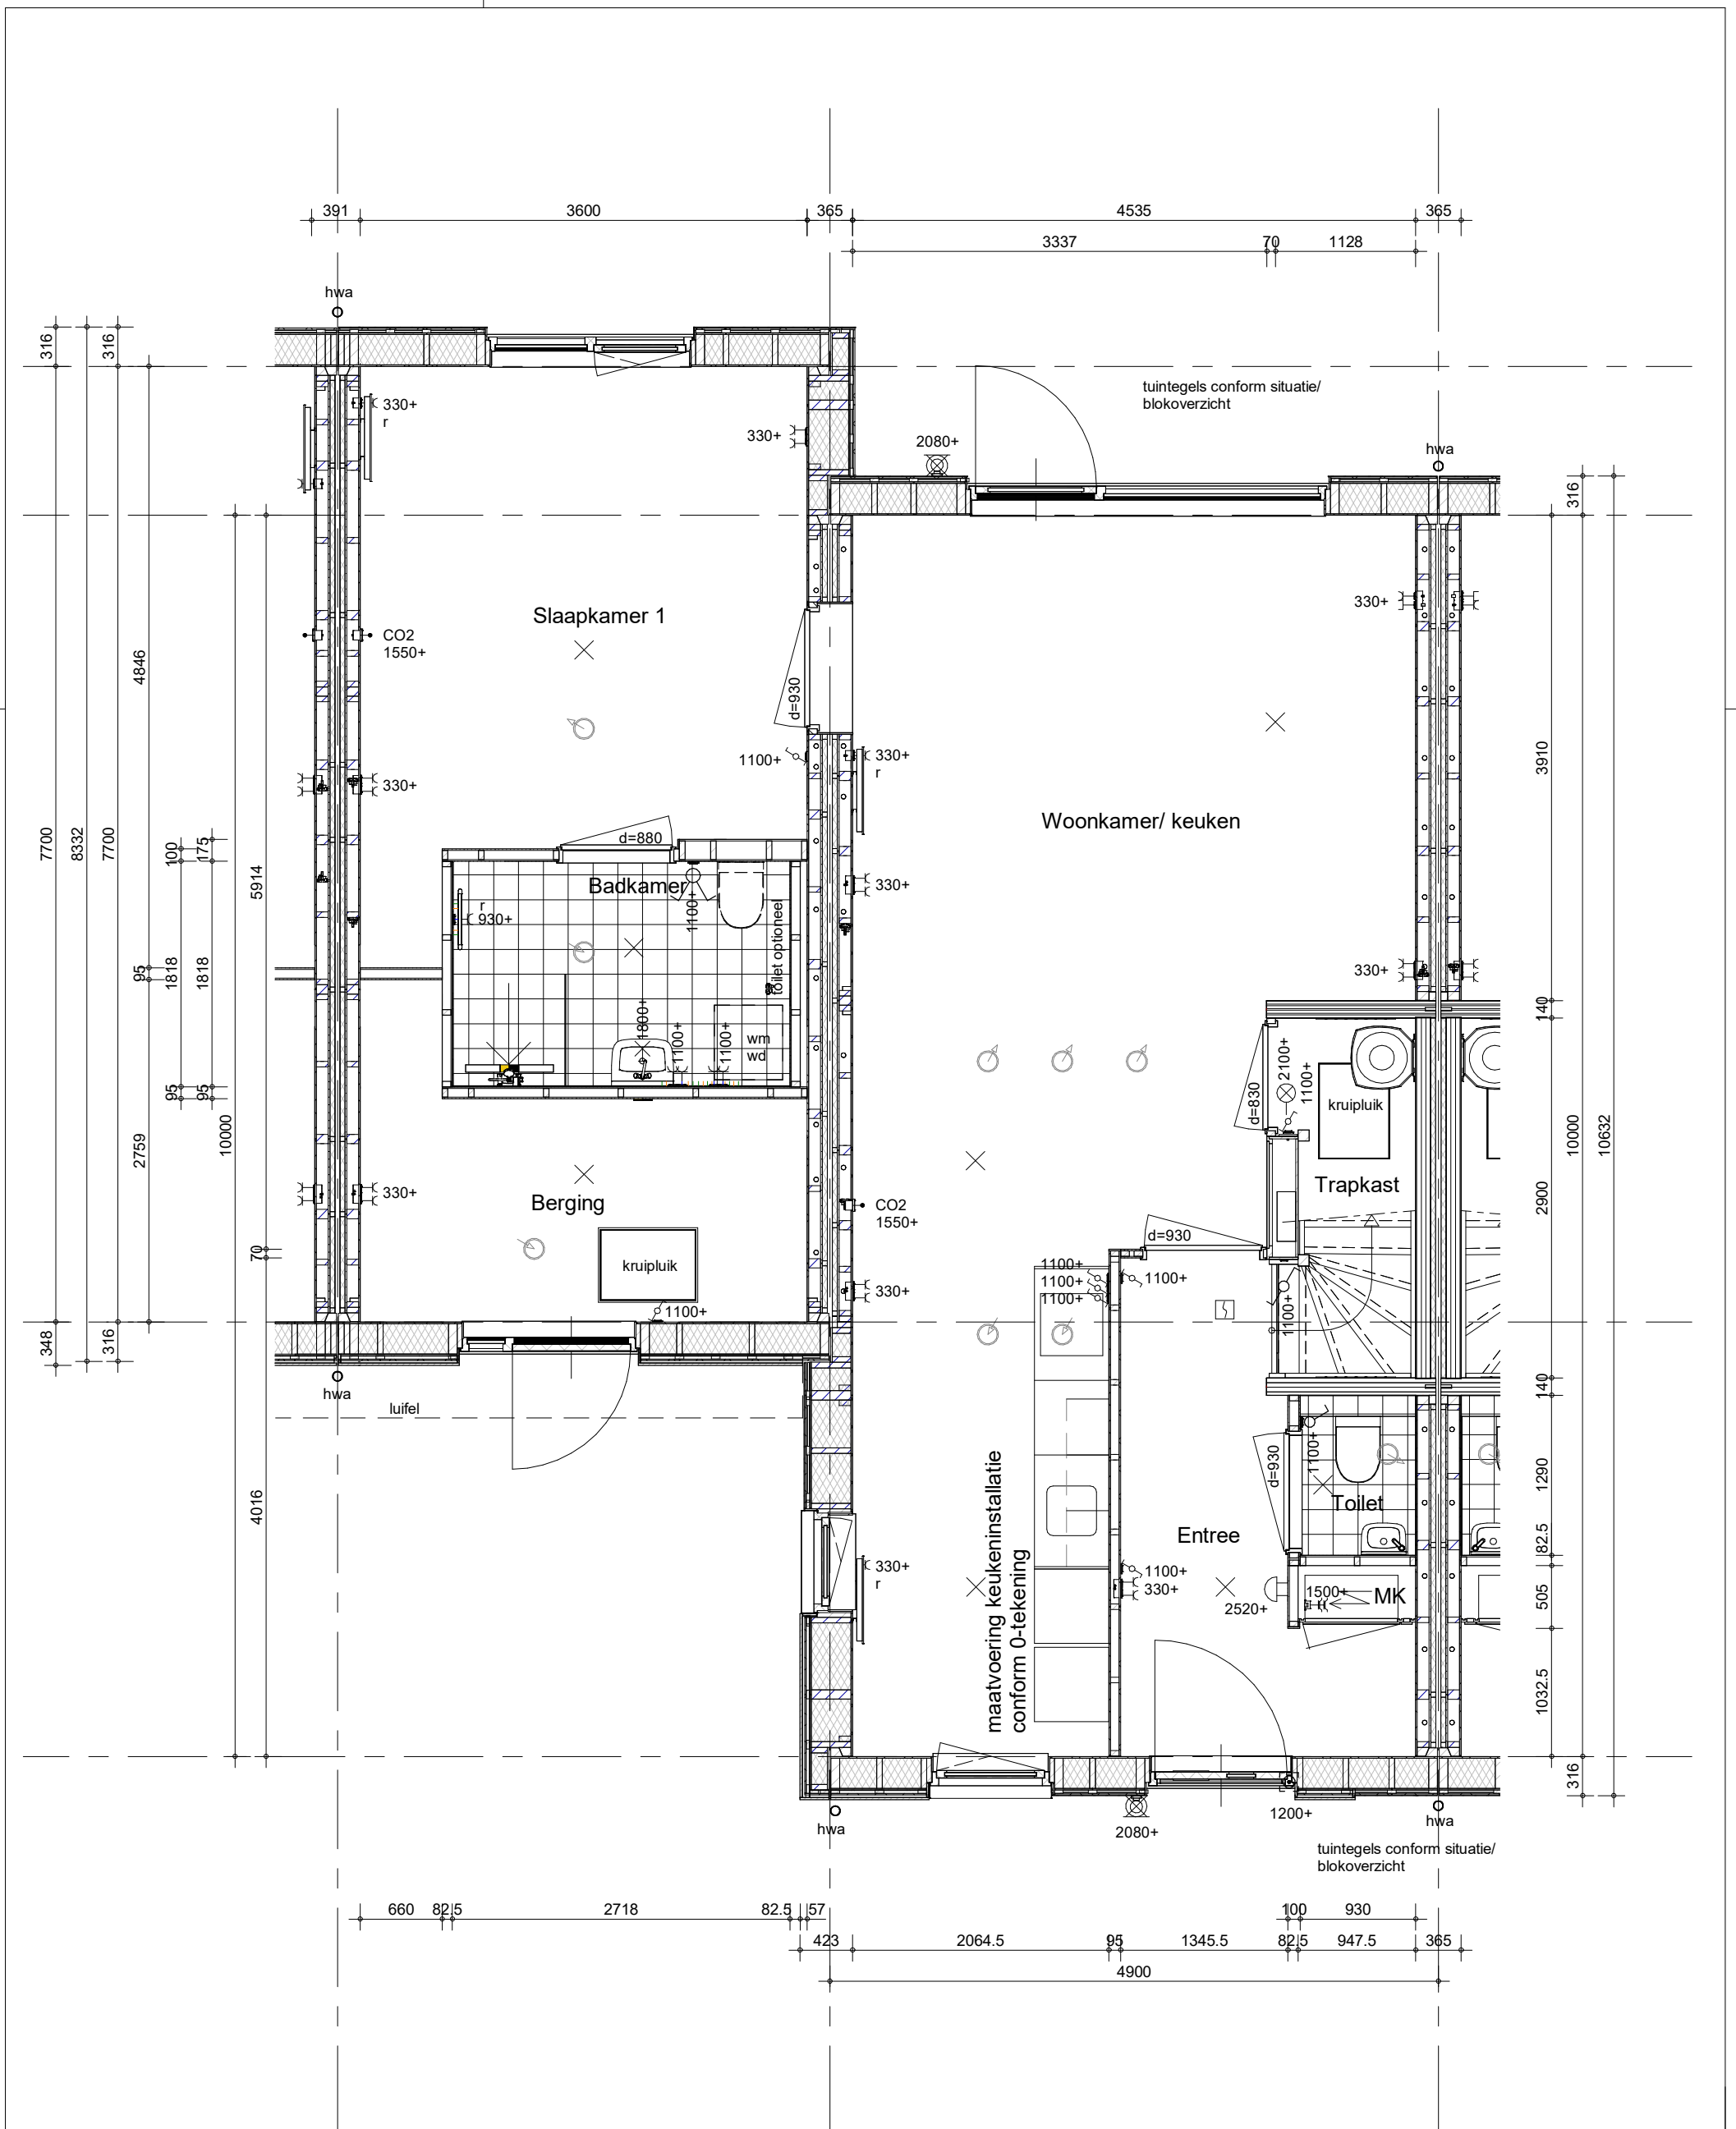 391
3600
365
4535
365
3337
70
1128
hwa
316
316
330+
r
330+
tuintegels conform situatie/
blokoverzicht
2080+
hwa
316
Slaapkamer 1
CO2
1550+
330+
4846
d=930
3910
1100+
330+
r
330+
Woonkamer/ keuken
7700
8332
7700
100
175
5914
d=880
Badkamer
r
930+
1100+
toilet optioneel
330+
330+
95
1818
1818
1800+
1100+
1100+
wm
wd
140
2100+
1100+
d=830
kruipluik
95
95
10000
2759
10000
10632
2900
Trapkast
Berging
330+
CO2
1550+
70
kruipluik
d=930
1100+
1100+
1100+
1100+
1100+
330+
1100+
348
316
hwa
luifel
140
4016
1100+
d=930
Toilet
1290
maatvoering keukeninstallatie
conform 0-tekening
Entree
82.5
330+
r
1100+
330+
2520+
1500+
MK
505
1032.5
316
hwa
2080+
1200+
hwa
tuintegels conform situatie/
blokoverzicht
660
82.5
2718
82.5
57
100
930
423
2064.5
95
1345.5
82.5
947.5
365
4900